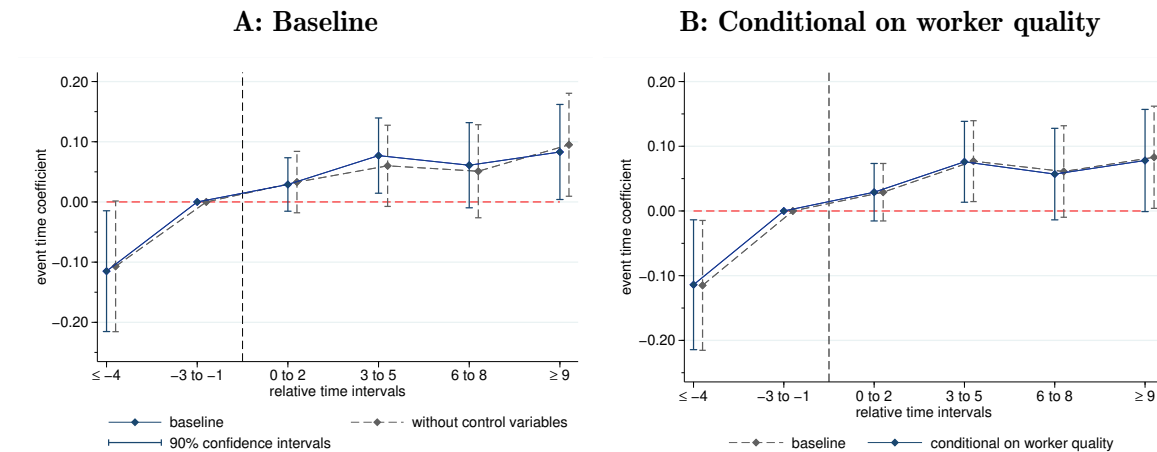 A: Baseline
B: Conditional on worker quality
event time coefficient
0.20
0.10
0.00
−0.10
−0.20
≤ −4
−3 to −1
0 to 2
3 to 5
6 to 8
≥ 9
relative time intervals
baseline
without control variables
90% confidence intervals
event time coefficient
0.20
0.10
0.00
−0.10
−0.20
≤ −4
−3 to −1
0 to 2
3 to 5
6 to 8
≥ 9
relative time intervals
baseline
conditional on worker quality